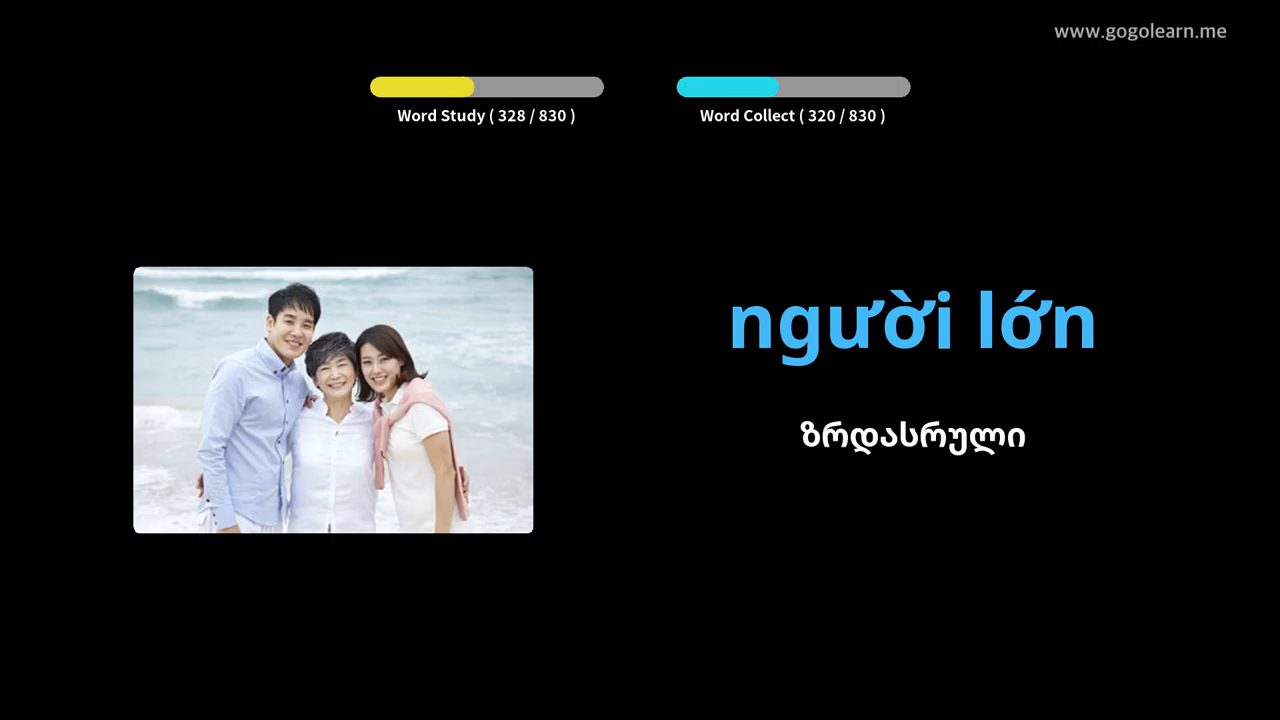 www.gogolearn.me
Word Study ( 328 / 830 )
Word Collect ( 320 / 830 )
người lớn
ზრდასრული